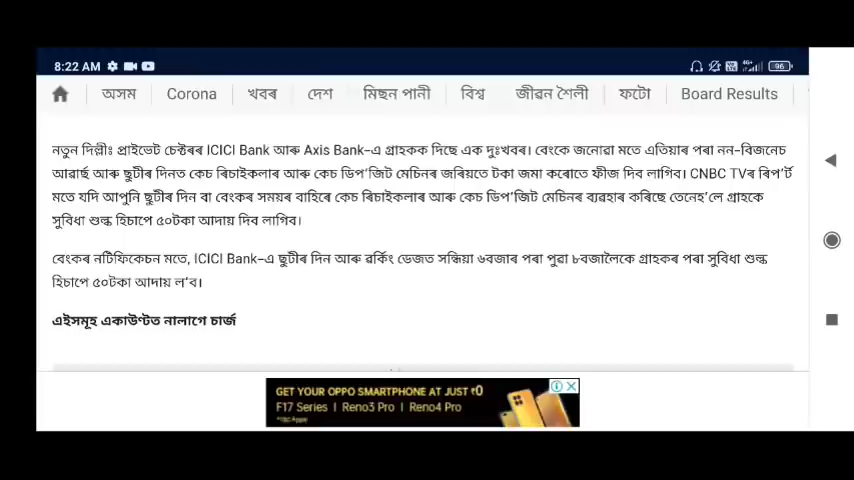 8:22 AM
96
অসম Corona খবৰ দেশ মিছন পানী বিশ্ব জীৱন শৈলী ফটো Board Results
নতুন দিল্লীঃ প্ৰাইভেট চেক্টৰৰ ICICI Bank আৰু Axis Bank–এ গ্ৰাহকক দিছে এক দুঃখবৰ। বেংকে জনোৱা মতে এতিয়াৰ পৰা নন–বিজনেচ
আৱাৰ্ছ আৰু ছুটীৰ দিনত কেচ ৰিচাইকলাৰ আৰু কেচ ডিপ'জিট মেচিনৰ জৰিয়তে টকা জমা কৰোতে ফীজ দিব লাগিব। CNBC TVৰ ৰিপ'ৰ্ট
মতে যদি আপুনি ছুটীৰ দিন বা বেংকৰ সময়ৰ বাহিৰে কেচ ৰিচাইকলাৰ আৰু কেচ ডিপ'জিট মেচিনৰ ব্যৱহাৰ কৰিছে তেনেহ'লে গ্ৰাহকে
সুবিধা শুল্ক হিচাপে ৫০টকা আদায় দিব লাগিব।
বেংকৰ নটিফিকেচন মতে, ICICI Bank–এ ছুটীৰ দিন আৰু ৱৰ্কিং ডেজত সন্ধিয়া ৬বজাৰ পৰা পুৱা ৮বজালৈকে গ্ৰাহকৰ পৰা সুবিধা শুল্ক
হিচাপে ৫০টকা আদায় ল'ব।
এইসমূহ একাউণ্টত নালাগে চাৰ্জ
GET YOUR OPPO SMARTPHONE AT JUST ₹0
F17 Series | Reno3 Pro | Reno4 Pro